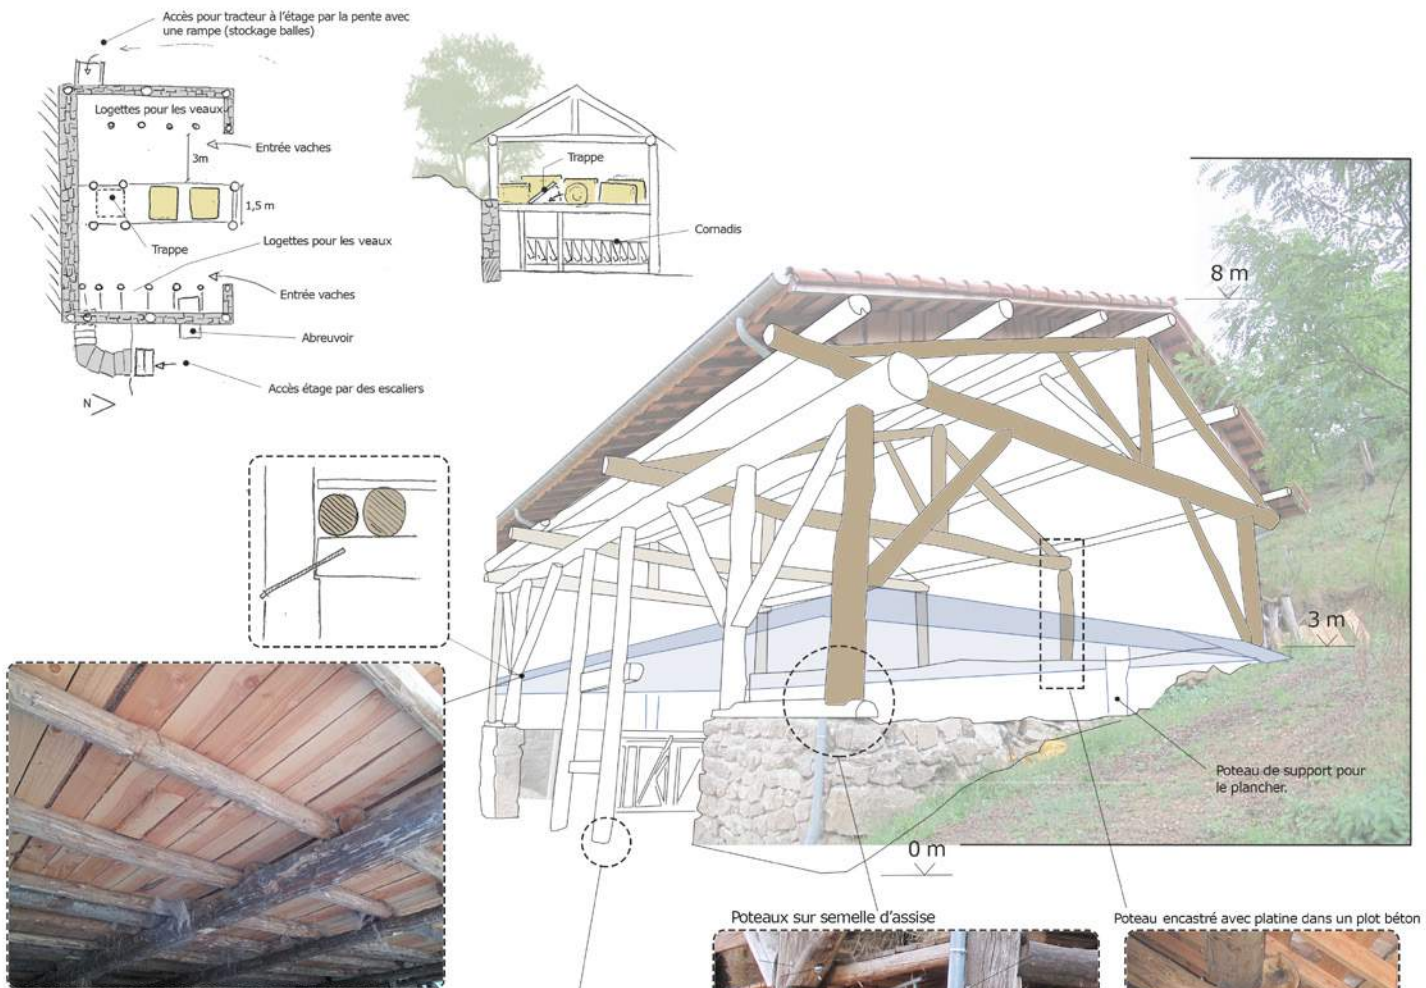 Accès pour tracteur à l'étage par la pente avec
une rampe (stockage balles)
Logettes pour les veaux
Entrée vaches
3m
1,5 m
Trappe
Logettes pour les veaux
Entrée vaches
Abreuvoir
Accès étage par des escaliers
N
Trappe
Cornadis
8 m
3 m
Poteau de support pour
le plancher.
0 m
Poteaux sur semelle d'assise
Poteau encastré avec platine dans un plot béton